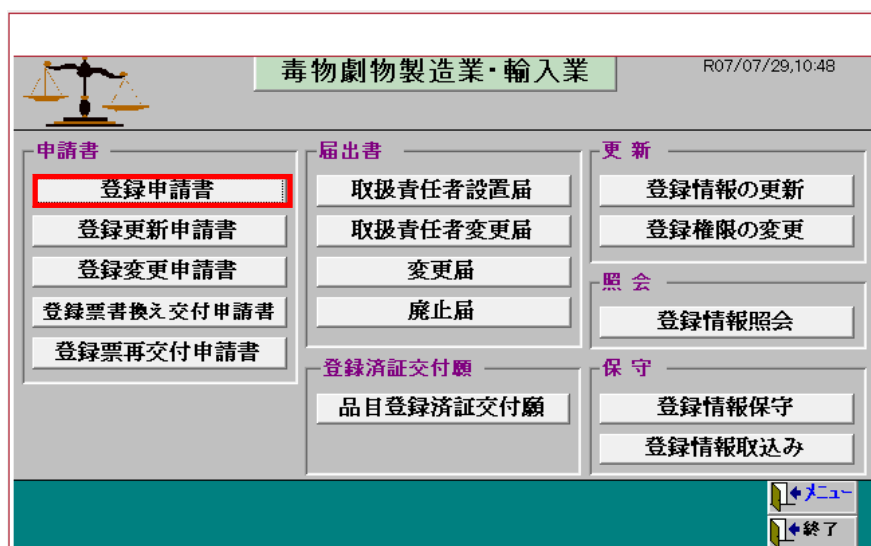 毒物劇物製造業・輸入業
R07/07/29,10:48
申請書
登録申請書
登録更新申請書
登録変更申請書
登録票書換え交付申請書
登録票再交付申請書
届出書
取扱責任者設置届
取扱責任者変更届
変更届
廃止届
登録済証交付願
品目登録済証交付願
更 新
登録情報の更新
登録権限の変更
照 会
登録情報照会
保 守
登録情報保守
登録情報取込み
メニュー
終了